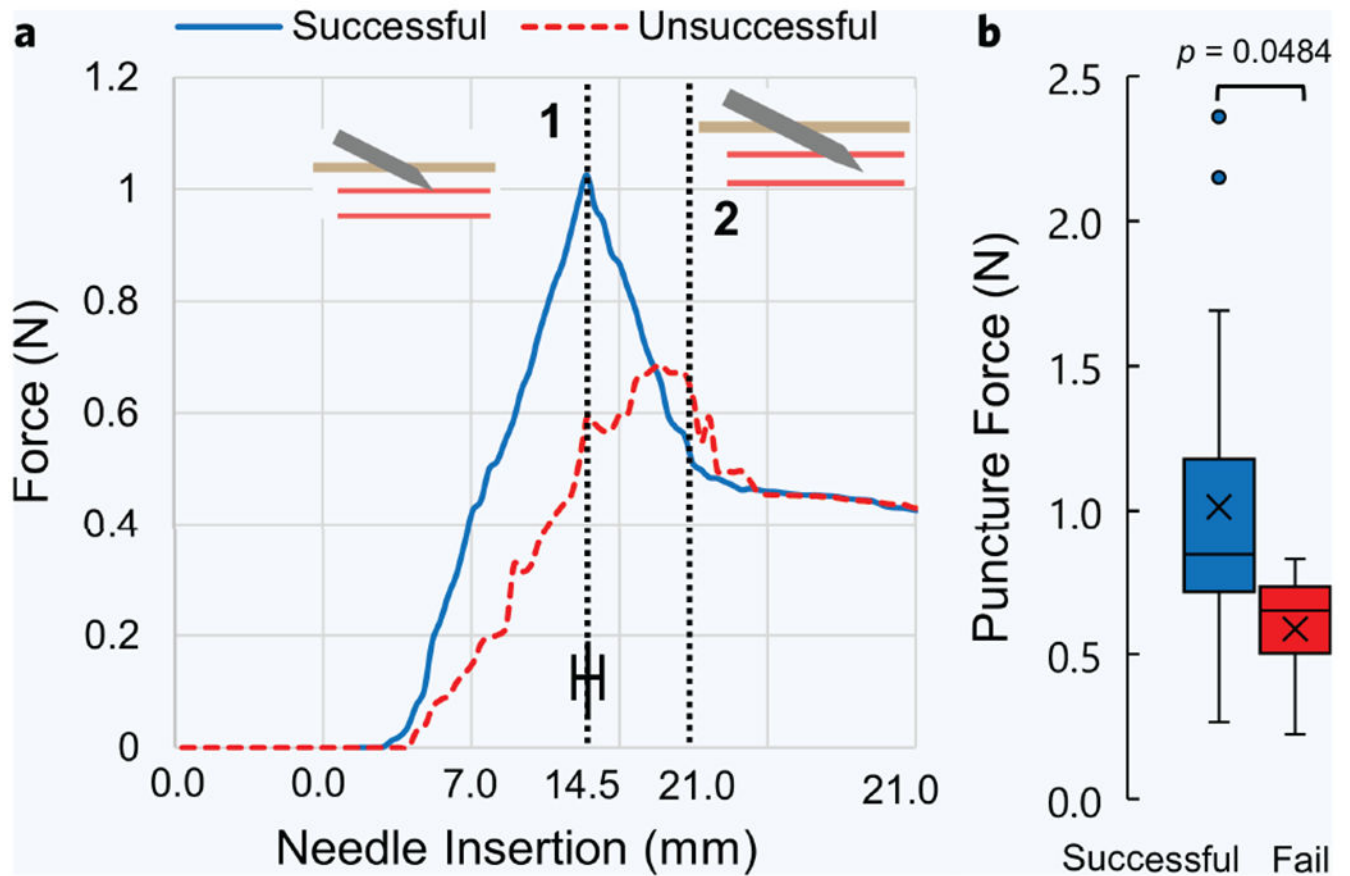 a
Successful
Unsuccessful
1.2
1
0.8
0.6
0.4
0.2
0
Force (N)
1
2
0.0
0.0
7.0
14.5
21.0
21.0
Needle Insertion (mm)
b
p = 0.0484
2.5
2.0
1.5
1.0
0.5
0.0
Puncture Force (N)
Successful
Fail